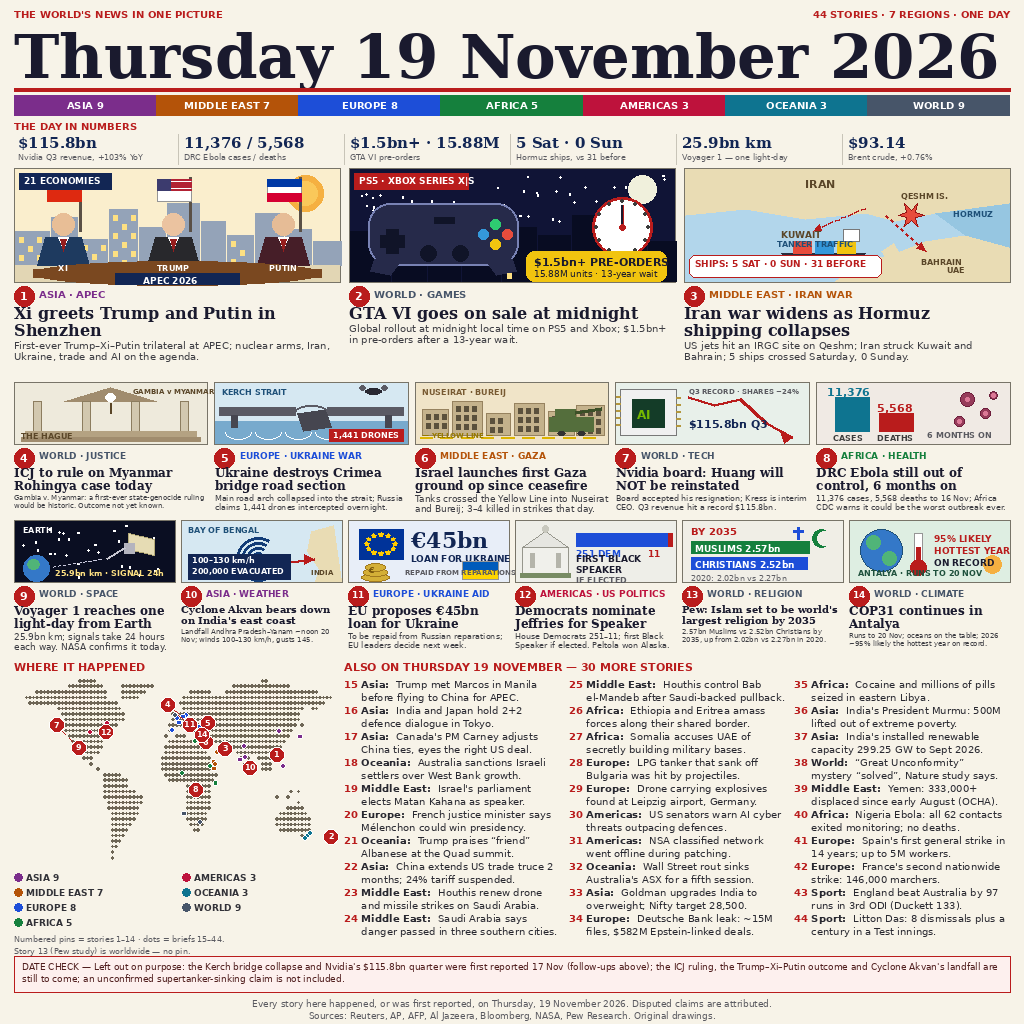 THE WORLD'S NEWS IN ONE PICTURE
44 STORIES · 7 REGIONS · ONE DAY
Thursday 19 November 2026
ASIA 9
MIDDLE EAST 7
EUROPE 8
AFRICA 5
AMERICAS 3
OCEANIA 3
WORLD 9
THE DAY IN NUMBERS
$115.8bn
Nvidia Q3 revenue, +103% YoY
11,376 / 5,568
DRC Ebola cases / deaths
$1.5bn+ · 15.88M
GTA VI pre-orders
5 Sat · 0 Sun
Hormuz ships, vs 31 before
25.9bn km
Voyager 1 — one light-day
$93.14
Brent crude, +0.76%
21 ECONOMIES
XI
TRUMP
PUTIN
APEC 2026
PS5 · XBOX SERIES X|S
$1.5bn+ PRE-ORDERS
15.88M units · 13-year wait
IRAN
QESHM IS.
HORMUZ
KUWAIT
TANKER TRAFFIC
SHIPS: 5 SAT · 0 SUN · 31 BEFORE
BAHRAIN
UAE
1 ASIA · APEC
Xi greets Trump and Putin in
Shenzhen
First-ever Trump–Xi–Putin trilateral at APEC; nuclear arms, Iran,
Ukraine, trade and AI on the agenda.
2 WORLD · GAMES
GTA VI goes on sale at midnight
Global rollout at midnight local time on PS5 and Xbox; $1.5bn+
in pre-orders after a 13-year wait.
3 MIDDLE EAST · IRAN WAR
Iran war widens as Hormuz
shipping collapses
US jets hit an IRGC site on Qeshm; Iran struck Kuwait and
Bahrain; 5 ships crossed Saturday, 0 Sunday.
GAMBIA v MYANMAR
THE HAGUE
KERCH STRAIT
1,441 DRONES
NUSEIRAT · BUREIJ
YELLOW LINE
AI
Q3 RECORD · SHARES −24%
$115.8bn Q3
11,376
5,568
CASES
DEATHS
6 MONTHS ON
4 WORLD · JUSTICE
ICJ to rule on Myanmar
Rohingya case today
Gambia v. Myanmar: a first-ever state-genocide ruling
would be historic. Outcome not yet known.
5 EUROPE · UKRAINE WAR
Ukraine destroys Crimea
bridge road section
Main road arch collapsed into the strait; Russia
claims 1,441 drones intercepted overnight.
6 MIDDLE EAST · GAZA
Israel launches first Gaza
ground op since ceasefire
Tanks crossed the Yellow Line into Nuseirat
and Bureij; 3–4 killed in strikes that day.
7 WORLD · TECH
Nvidia board: Huang will
NOT be reinstated
Board accepted his resignation; Kress is interim
CEO. Q3 revenue hit a record $115.8bn.
8 AFRICA · HEALTH
DRC Ebola still out of
control, 6 months on
11,376 cases, 5,568 deaths to 16 Nov; Africa
CDC warns it could be the worst outbreak ever.
EARTH
25.9bn km · SIGNAL 24h
BAY OF BENGAL
100–130 km/h
200,000 EVACUATED
INDIA
€45bn
LOAN FOR UKRAINE
€
REPAID FROM REPARATIONS
251 DEM
11
FIRST BLACK
SPEAKER
IF ELECTED
BY 2035
MUSLIMS 2.57bn
CHRISTIANS 2.52bn
2020: 2.02bn vs 2.27bn
95% LIKELY
HOTTEST YEAR
ON RECORD
ANTALYA · RUNS TO 20 NOV
9 WORLD · SPACE
Voyager 1 reaches one
light-day from Earth
25.9bn km; signals take 24 hours
each way. NASA confirms it today.
10 ASIA · WEATHER
Cyclone Akvan bears down
on India's east coast
Landfall Andhra Pradesh–Yanam ~noon 20
Nov; winds 100–130 km/h, gusts 145.
11 EUROPE · UKRAINE AID
EU proposes €45bn
loan for Ukraine
To be repaid from Russian reparations;
EU leaders decide next week.
12 AMERICAS · US POLITICS
Democrats nominate
Jeffries for Speaker
House Democrats 251–11; first Black
Speaker if elected. Peltola won Alaska.
13 WORLD · RELIGION
Pew: Islam set to be world's
largest religion by 2035
2.57bn Muslims vs 2.52bn Christians by
2035, up from 2.02bn vs 2.27bn in 2020.
14 WORLD · CLIMATE
COP31 continues in
Antalya
Runs to 20 Nov; oceans on the table; 2026
~95% likely the hottest year on record.
WHERE IT HAPPENED
4
7
11
5
12
14
9
3
1
10
8
2
ASIA 9
MIDDLE EAST 7
EUROPE 8
AFRICA 5
AMERICAS 3
OCEANIA 3
WORLD 9
Numbered pins = stories 1–14 · dots = briefs 15–44.
Story 13 (Pew study) is worldwide — no pin.
ALSO ON THURSDAY 19 NOVEMBER — 30 MORE STORIES
15 Asia: Trump met Marcos in Manila
before flying to China for APEC.
16 Asia: India and Japan hold 2+2
defence dialogue in Tokyo.
17 Asia: Canada's PM Carney adjusts
China ties, eyes the right US deal.
18 Oceania: Australia sanctions Israeli
settlers over West Bank growth.
19 Middle East: Israel's parliament
elects Matan Kahana as speaker.
20 Europe: French justice minister says
Mélenchon could win presidency.
21 Oceania: Trump praises “friend”
Albanese at the Quad summit.
22 Asia: China extends US trade truce 2
months; 24% tariff suspended.
23 Middle East: Houthis renew drone
and missile strikes on Saudi Arabia.
24 Middle East: Saudi Arabia says
danger passed in three southern cities.
25 Middle East: Houthis control Bab
el-Mandeb after Saudi-backed pullback.
26 Africa: Ethiopia and Eritrea amass
forces along their shared border.
27 Africa: Somalia accuses UAE of
secretly building military bases.
28 Europe: LPG tanker that sank off
Bulgaria was hit by projectiles.
29 Europe: Drone carrying explosives
found at Leipzig airport, Germany.
30 Americas: US senators warn AI cyber
threats outpacing defences.
31 Americas: NSA classified network
went offline during patching.
32 Oceania: Wall Street rout sinks
Australia's ASX for a fifth session.
33 Asia: Goldman upgrades India to
overweight; Nifty target 28,500.
34 Europe: Deutsche Bank leak: ~15M
files, $582M Epstein-linked deals.
35 Africa: Cocaine and millions of pills
seized in eastern Libya.
36 Asia: India's President Murmu: 500M
lifted out of extreme poverty.
37 Asia: India's installed renewable
capacity 299.25 GW to Sept 2026.
38 World: “Great Unconformity”
mystery “solved”, Nature study says.
39 Middle East: Yemen: 333,000+
displaced since early August (OCHA).
40 Africa: Nigeria Ebola: all 62 contacts
exited monitoring; no deaths.
41 Europe: Spain's first general strike in
14 years; up to 5M workers.
42 Europe: France's second nationwide
strike: 146,000 marchers.
43 Sport: England beat Australia by 97
runs in 3rd ODI (Duckett 133).
44 Sport: Litton Das: 8 dismissals plus a
century in a Test innings.
DATE CHECK — Left out on purpose: the Kerch bridge collapse and Nvidia's $115.8bn quarter were first reported 17 Nov (follow-ups above); the ICJ ruling, the Trump–Xi–Putin outcome and Cyclone Akvan's landfall are
still to come; an unconfirmed supertanker-sinking claim is not included.
Every story here happened, or was first reported, on Thursday, 19 November 2026. Disputed claims are attributed.
Sources: Reuters, AP, AFP, Al Jazeera, Bloomberg, NASA, Pew Research. Original drawings.